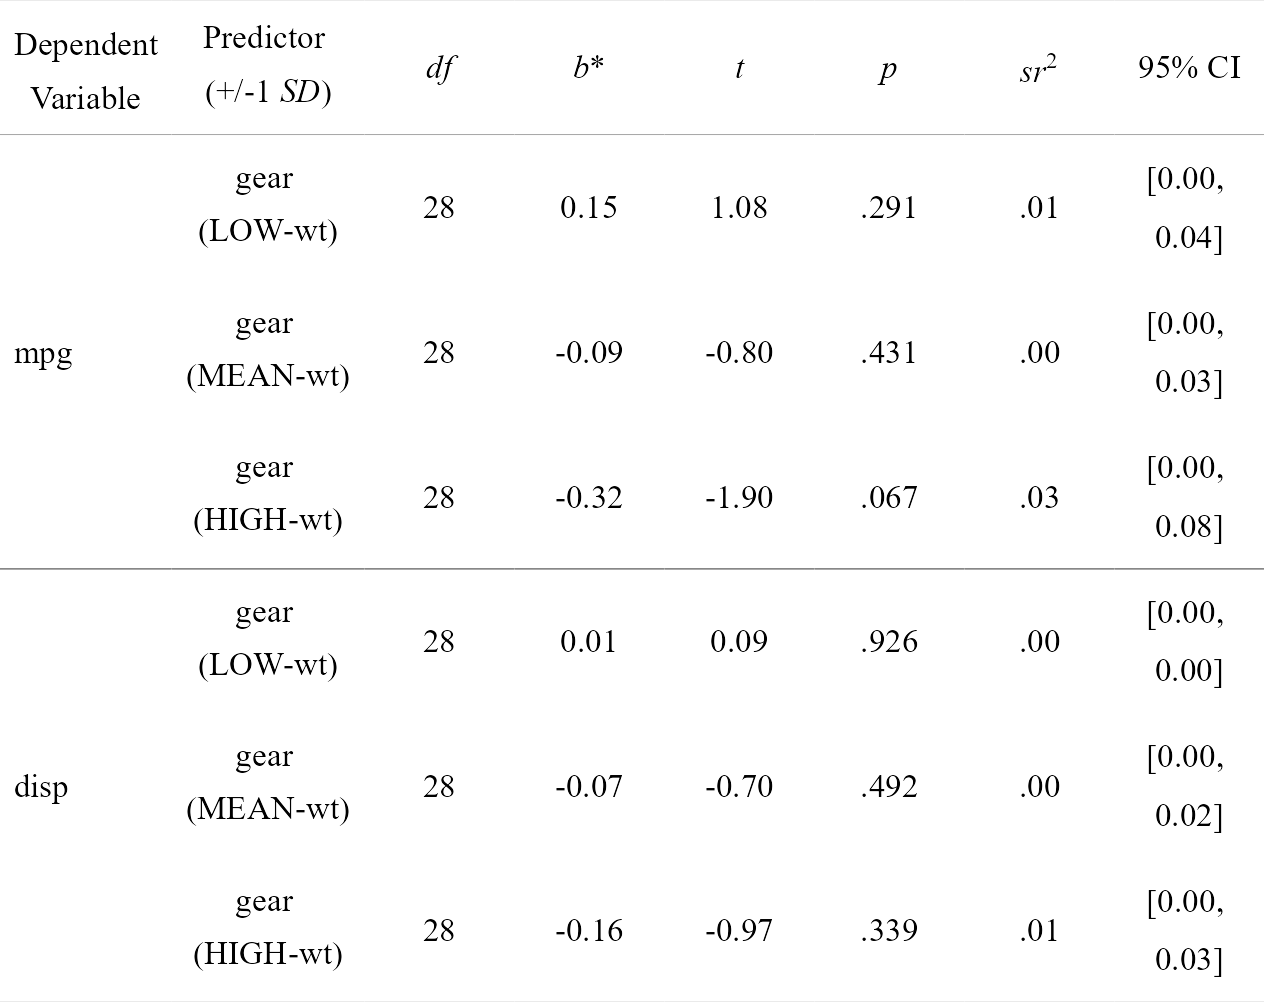 Dependent Variable	Predictor (+/-1 SD)	df	b*	t	p	sr²	95% CI
mpg	gear (LOW-wt)	28	0.15	1.08	.291	.01	[0.00, 0.04]
gear (MEAN-wt)	28	-0.09	-0.80	.431	.00	[0.00, 0.03]
gear (HIGH-wt)	28	-0.32	-1.90	.067	.03	[0.00, 0.08]
disp	gear (LOW-wt)	28	0.01	0.09	.926	.00	[0.00, 0.00]
gear (MEAN-wt)	28	-0.07	-0.70	.492	.00	[0.00, 0.02]
gear (HIGH-wt)	28	-0.16	-0.97	.339	.01	[0.00, 0.03]